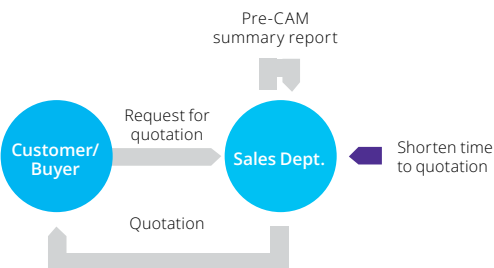 Pre-CAM
summary report
Request for
quotation
Customer/
Buyer
Sales Dept.
Shorten time
to quotation
Quotation